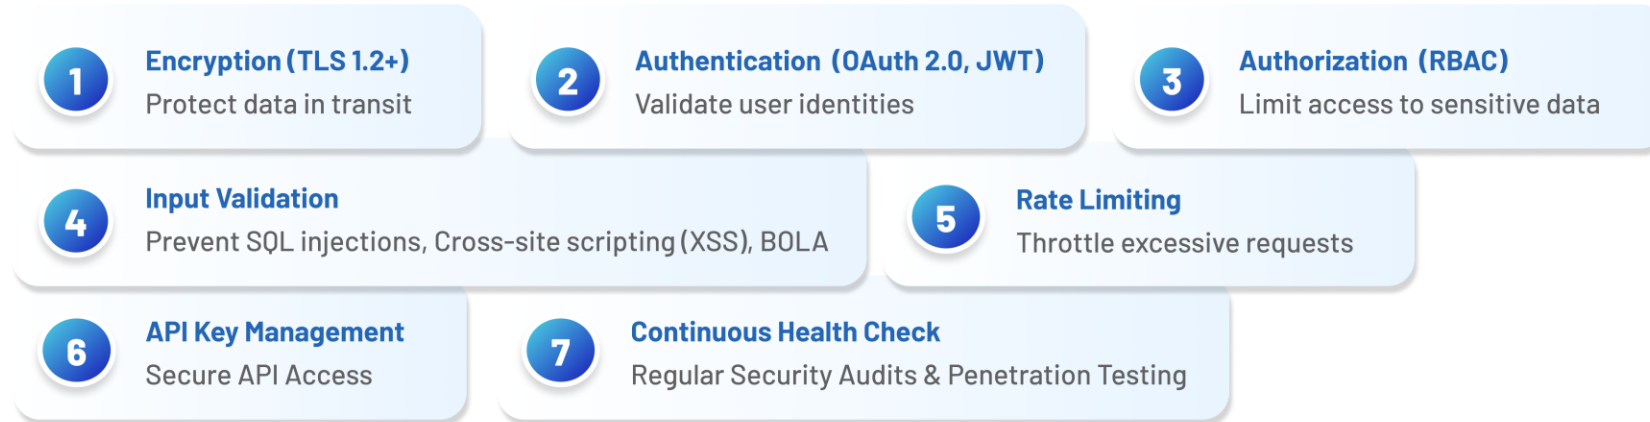 1
Encryption (TLS 1.2+)
Protect data in transit
2
Authentication (OAuth 2.0, JWT)
Validate user identities
3
Authorization (RBAC)
Limit access to sensitive data
4
Input Validation
Prevent SQL injections, Cross-site scripting (XSS), BOLA
5
Rate Limiting
Throttle excessive requests
6
API Key Management
Secure API Access
7
Continuous Health Check
Regular Security Audits & Penetration Testing